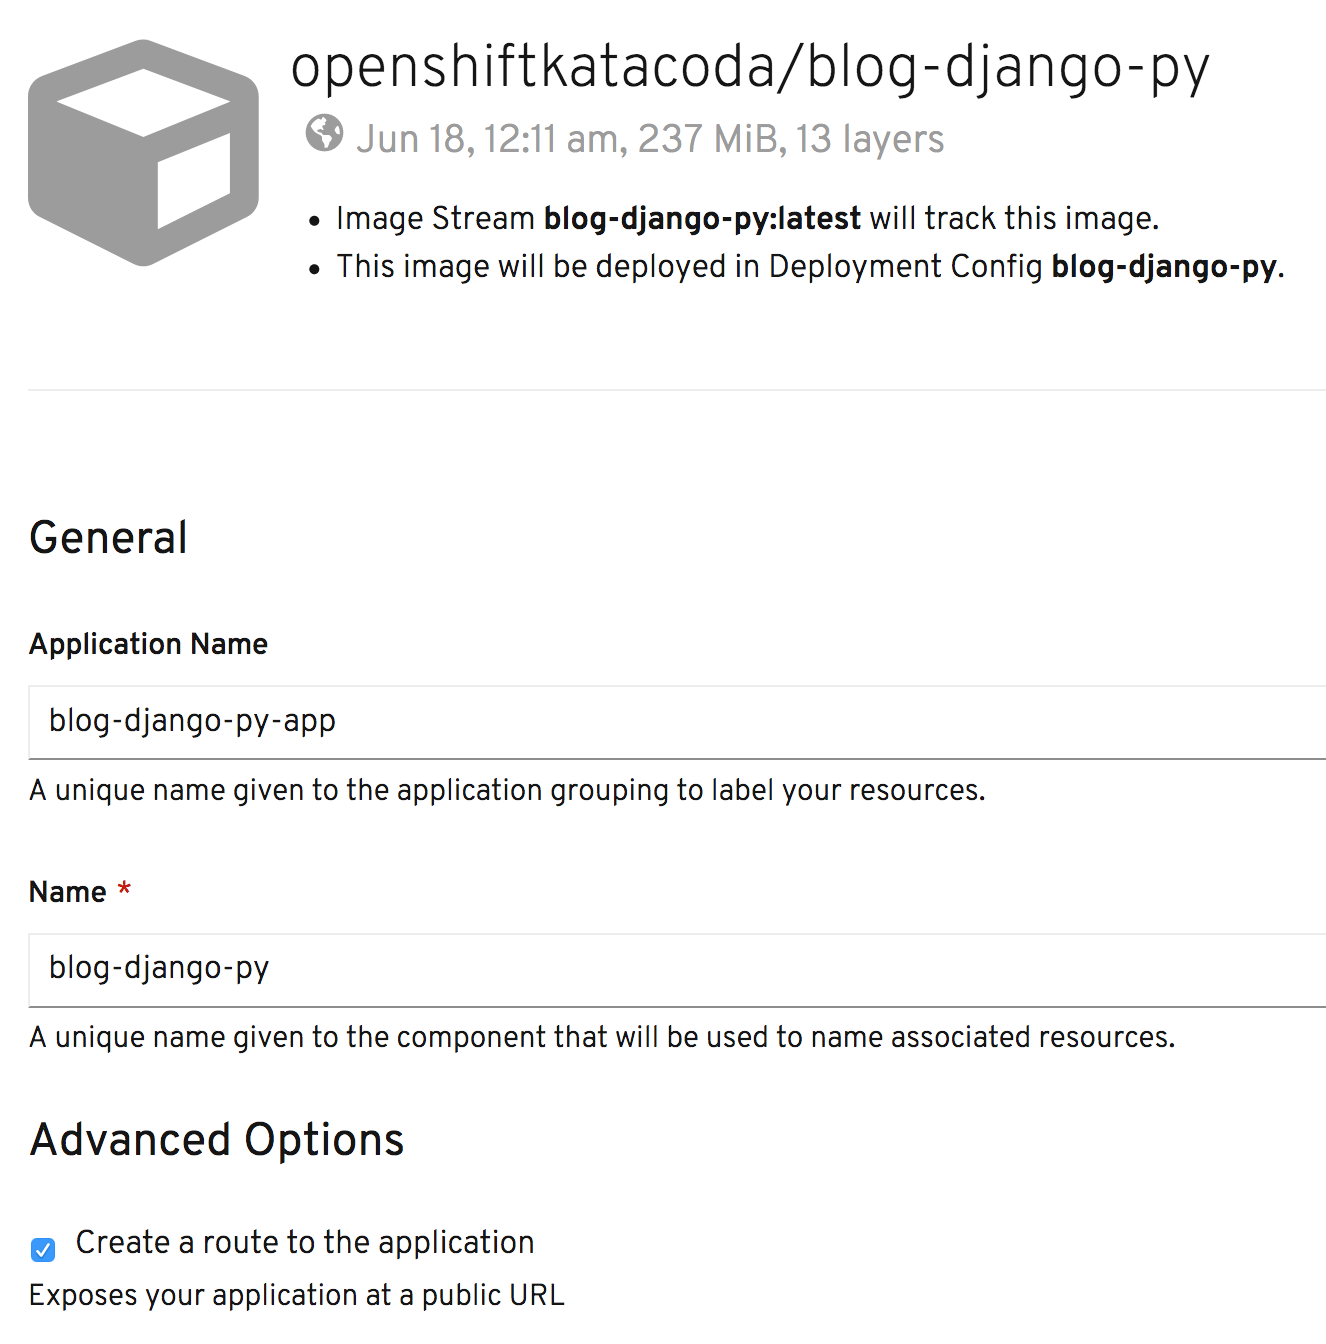 openshiftkatacoda/blog-django-py
Jun 18, 12:11 am, 237 MiB, 13 layers
• Image Stream blog-django-py:latest will track this image.
• This image will be deployed in Deployment Config blog-django-py.
General
Application Name
blog-django-py-app
A unique name given to the application grouping to label your resources.
Name *
blog-django-py
A unique name given to the component that will be used to name associated resources.
Advanced Options
Create a route to the application
Exposes your application at a public URL